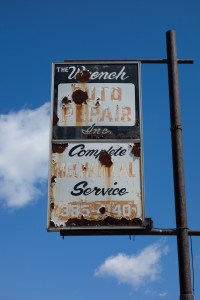 THE Wrench
AUTO
REPAIR
Inc
Complete
Service